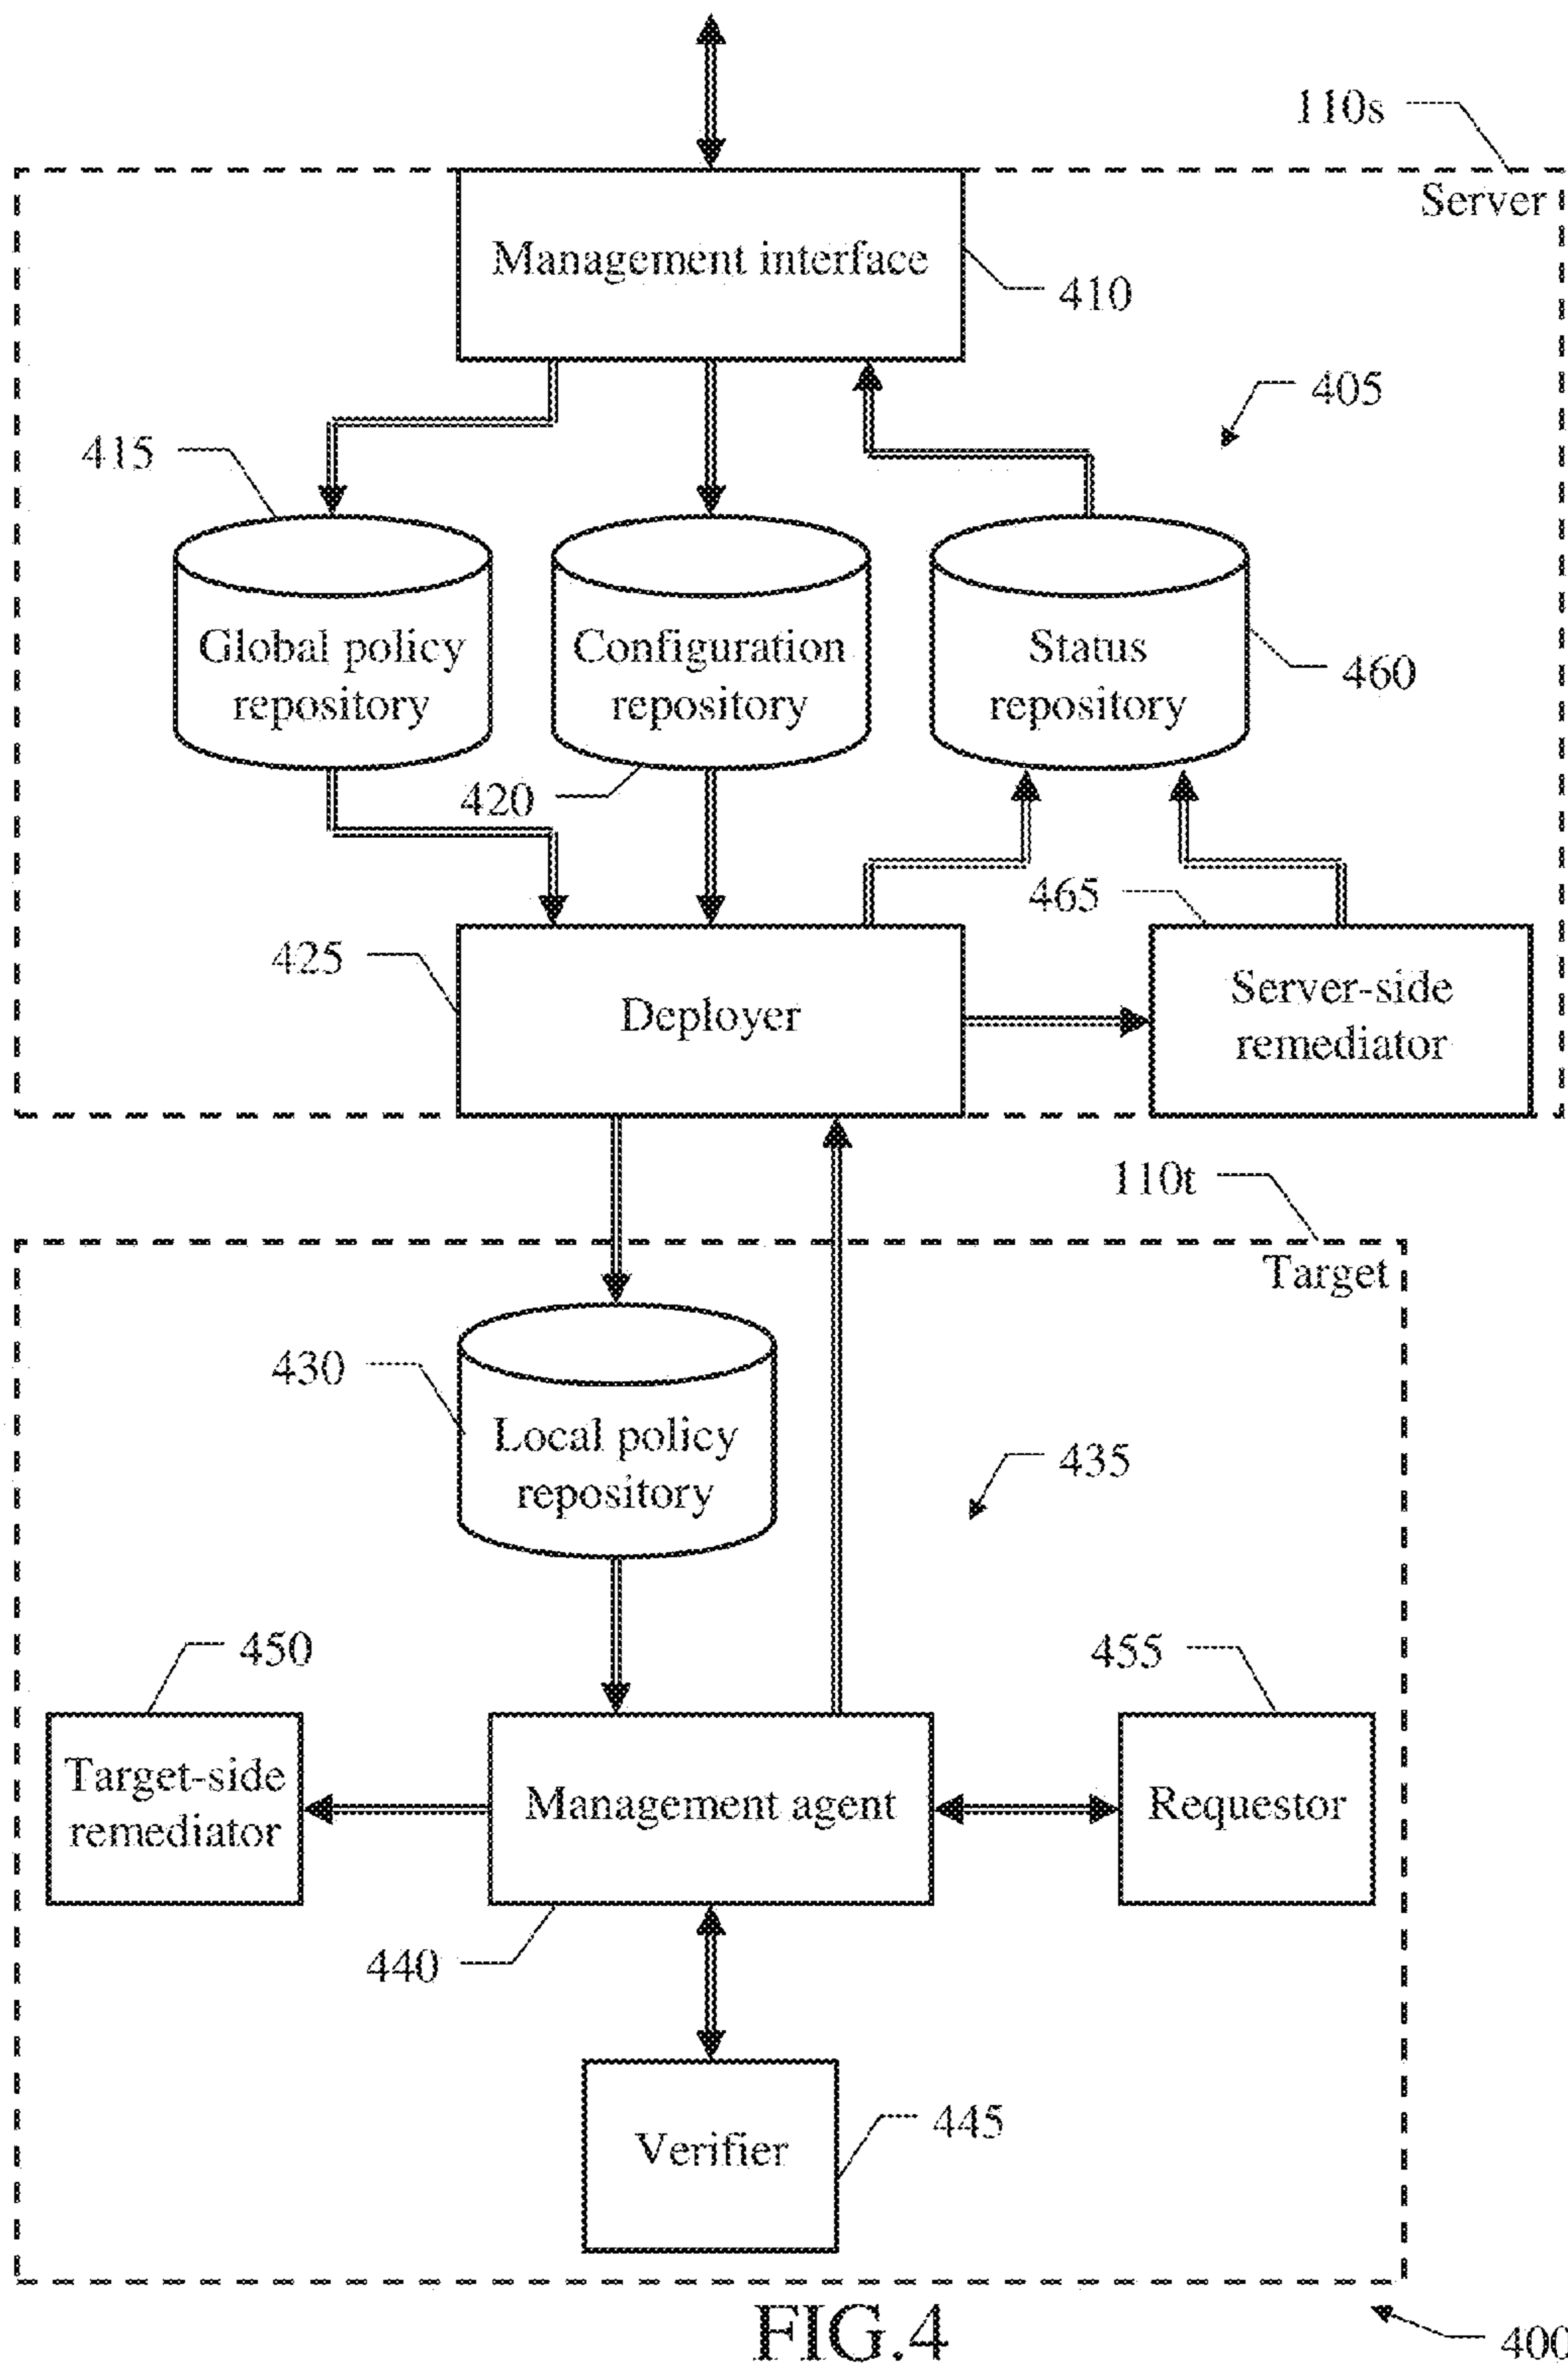 110s
Server
Management interface
410
405
415
Global policy
repository
Configuration
repository
Status
repository
460
420
465
425
Deployer
Server-side
remediator
110t
Target
430
Local policy
repository
435
450
455
Target-side
remediator
Management agent
Requestor
440
Verifier
445
FIG.4
400